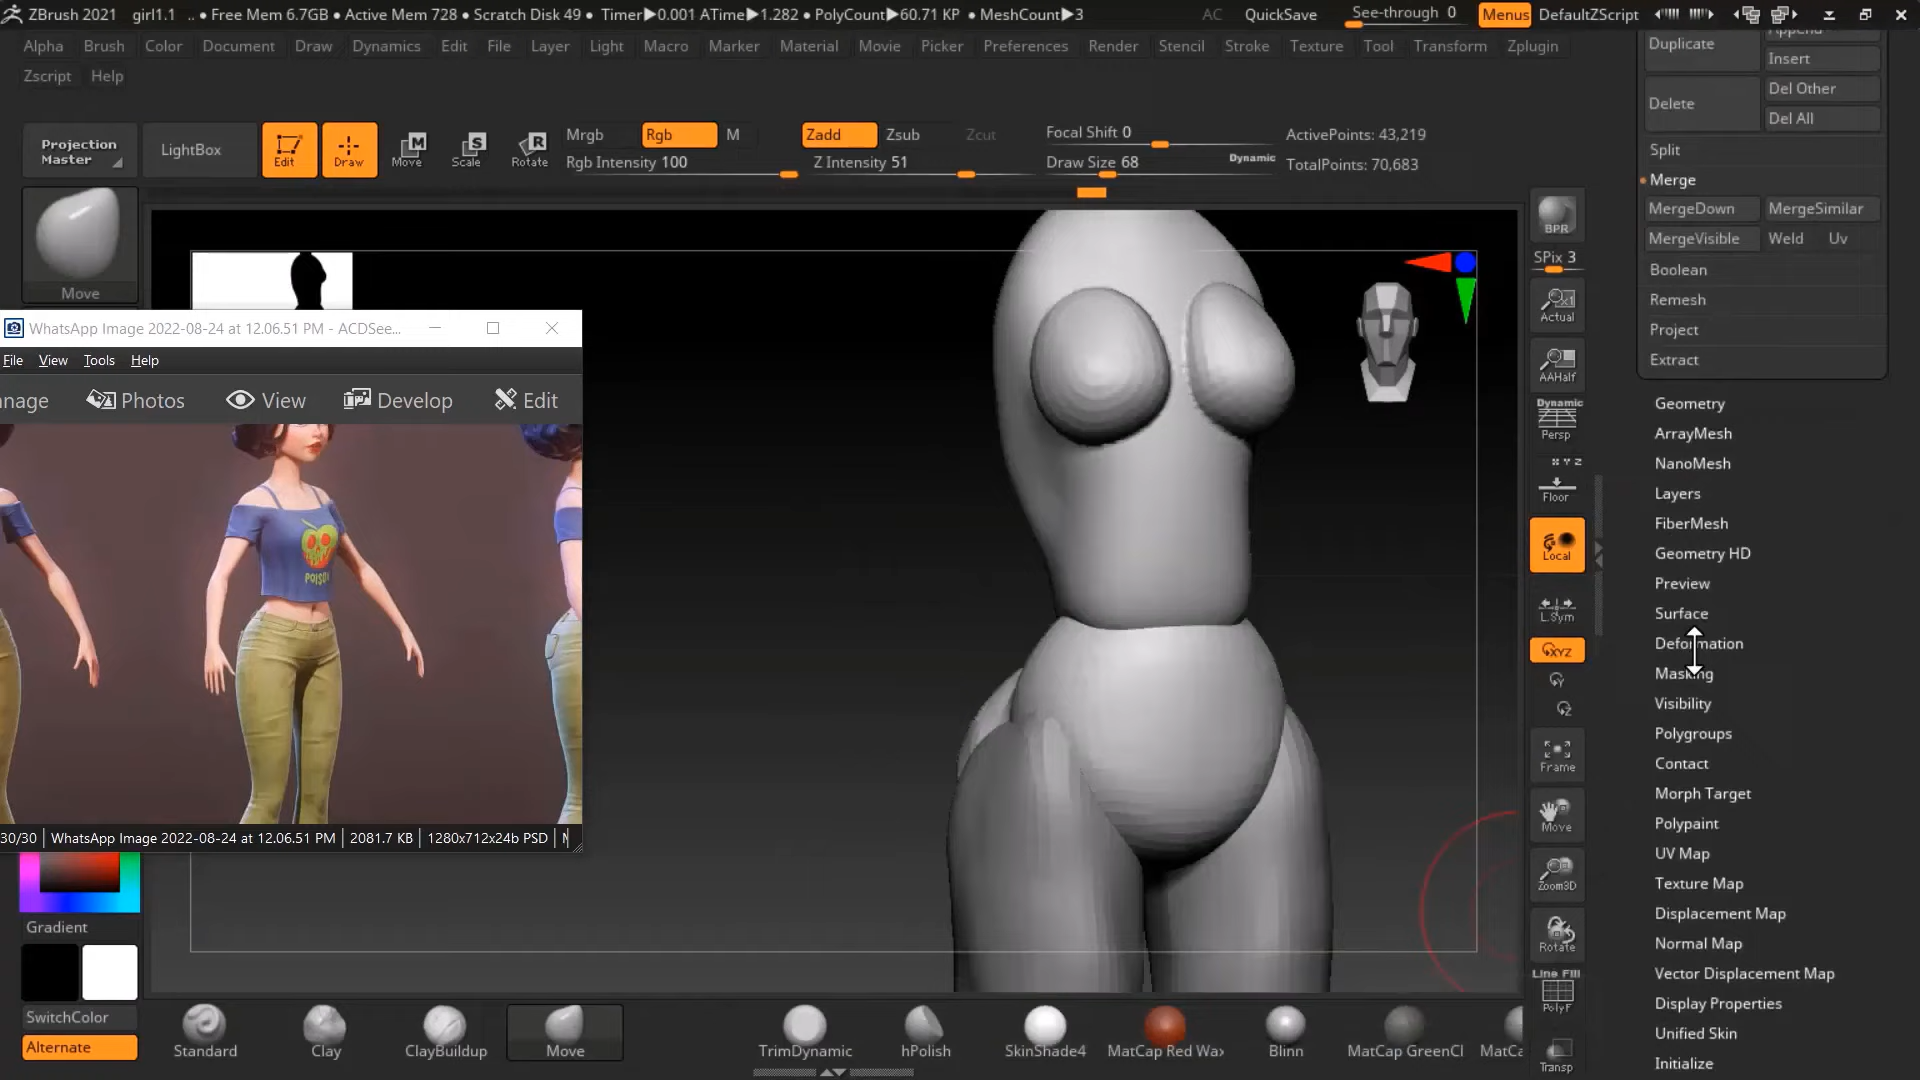 ZBrush 2021 girl1.1 .. • Free Mem 6.7GB • Active Mem 728 • Scratch Disk 49 • Timer▶0.001 ATime▶1.282 • PolyCount▶60.71 KP • MeshCount▶3 AC QuickSave See-through 0 Menus DefaultZScript
Alpha Brush Color Document Draw Dynamics Edit File Layer Light Macro Marker Material Movie Picker Preferences Render Stencil Stroke Texture Tool Transform Zplugin
Zscript Help
Projection
Master
LightBox
Edit
Draw
Move
Scale
Rotate
Mrgb Rgb M
Rgb Intensity 100
Zadd Zsub Zcut
Z Intensity 51
Focal Shift 0
Draw Size 68
Dynamic
ActivePoints: 43,219
TotalPoints: 70,683
Move
WhatsApp Image 2022-08-24 at 12.06.51 PM - ACDSee...
File View Tools Help
nage Photos View Develop Edit
POISON
30/30 WhatsApp Image 2022-08-24 at 12.06.51 PM 2081.7 KB 1280x712x24b PSD
Gradient
SwitchColor
Alternate
Standard
Clay
ClayBuildup
Move
TrimDynamic
hPolish
SkinShade4
MatCap Red Wax
Blinn
MatCap GreenCl
MatCa
BPR
SPix 3
Actual
AAHalf
Dynamic
Persp
X Y Z
Floor
Local
L.Sym
XYZ
Y
Z
Frame
Move
Zoom3D
Rotate
Line Fill
PolyF
Transp
Duplicate
Append
Insert
Delete
Del Other
Del All
Split
Merge
MergeDown MergeSimilar
MergeVisible Weld Uv
Boolean
Remesh
Project
Extract
Geometry
ArrayMesh
NanoMesh
Layers
FiberMesh
Geometry HD
Preview
Surface
Deformation
Masking
Visibility
Polygroups
Contact
Morph Target
Polypaint
UV Map
Texture Map
Displacement Map
Normal Map
Vector Displacement Map
Display Properties
Unified Skin
Initialize